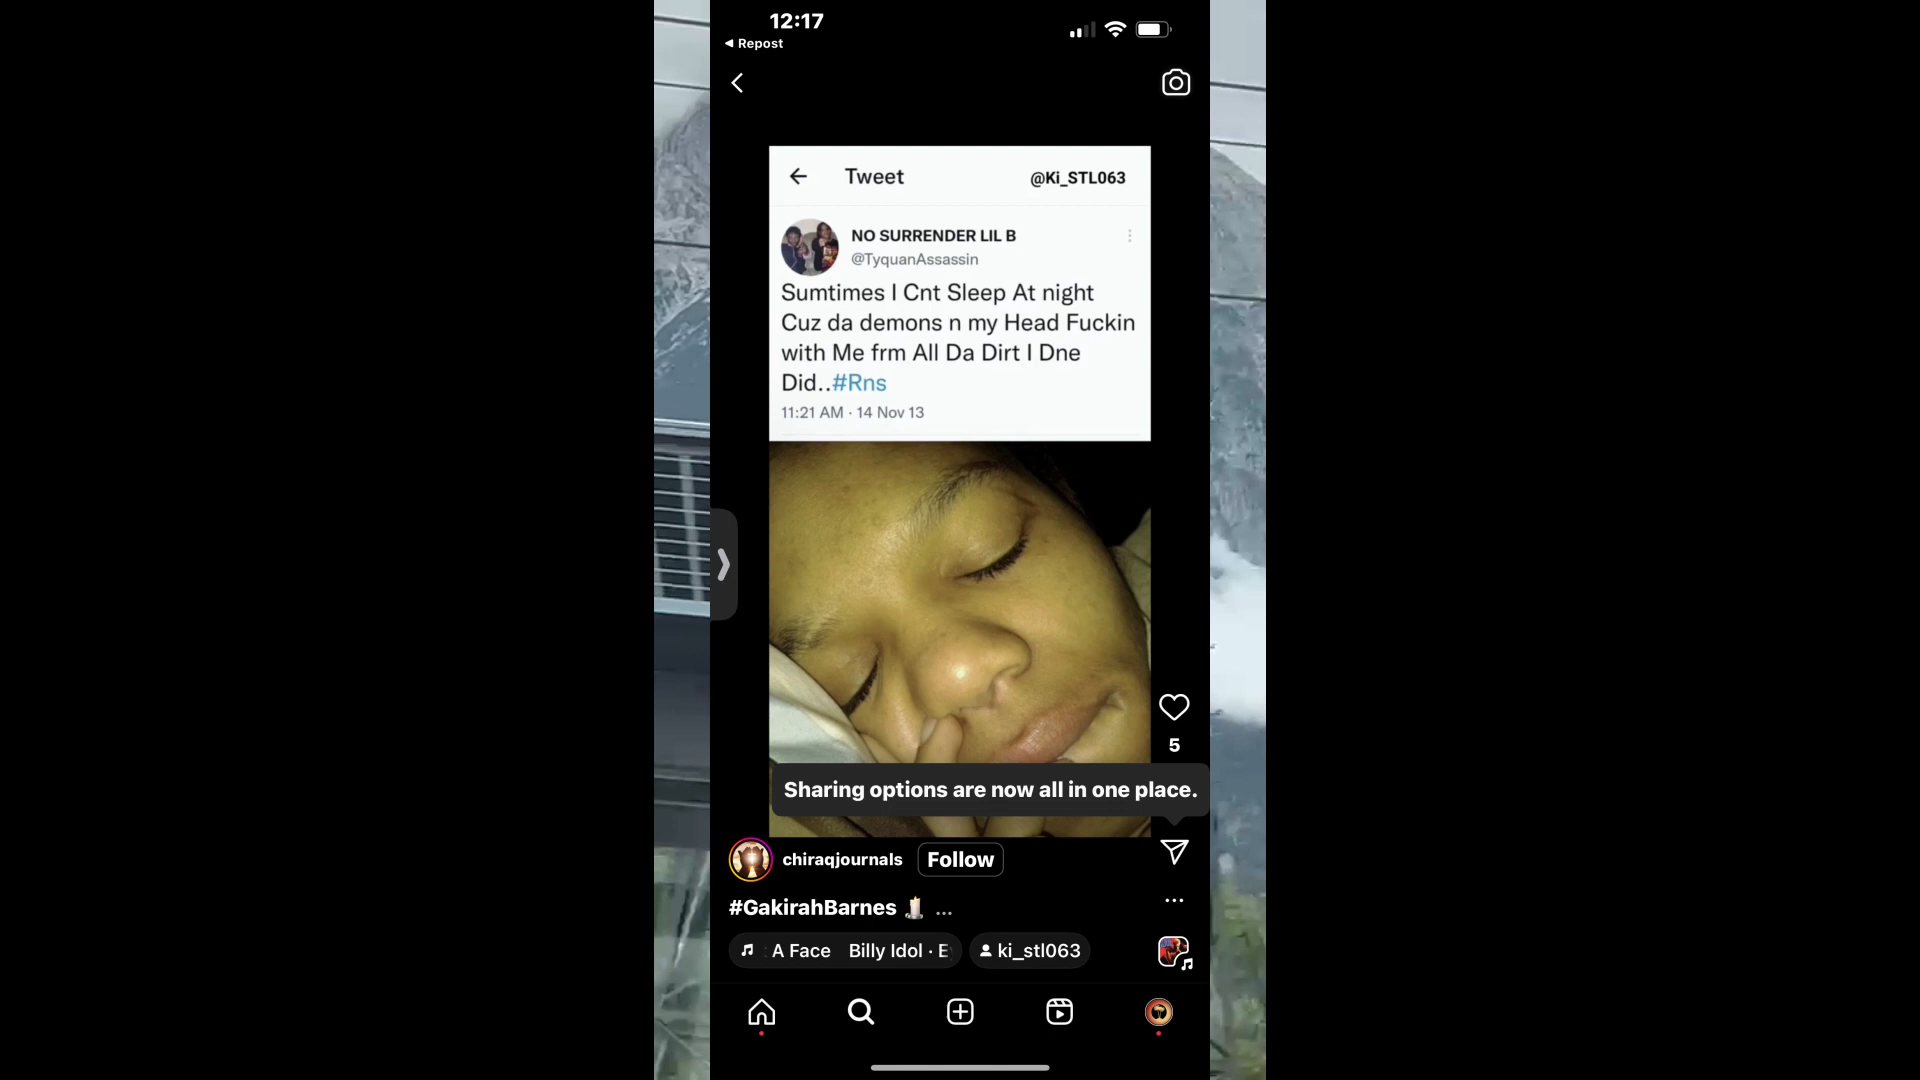 12:17
Repost
Tweet
@Ki_STL063
NO SURRENDER LIL B
@TyquanAssassin
Sumtimes I Cnt Sleep At night
Cuz da demons n my Head Fuckin
with Me frm All Da Dirt I Dne
Did..#Rns
11:21 AM · 14 Nov 13
5
Sharing options are now all in one place.
chiraqjournals
Follow
#GakirahBarnes ...
A Face Billy Idol · E
ki_stl063